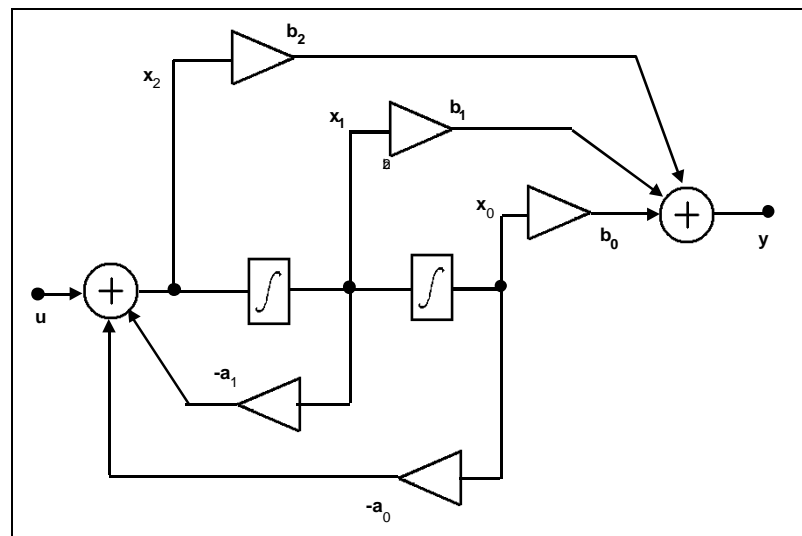 b₂
x₂
x₁
b₁
x₀
b₀
+
y
+
∫
∫
u
-a₁
-a₀